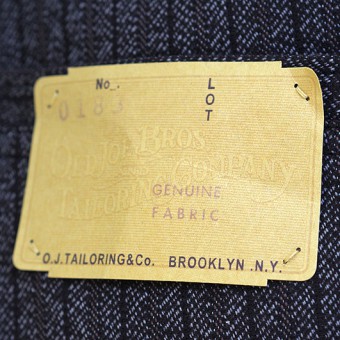 No. LOT
0183
OLD JOE BROS
TAILORING COMPANY
GENUINE
FABRIC
O.J.TAILORING&Co. BROOKLYN .N.Y.